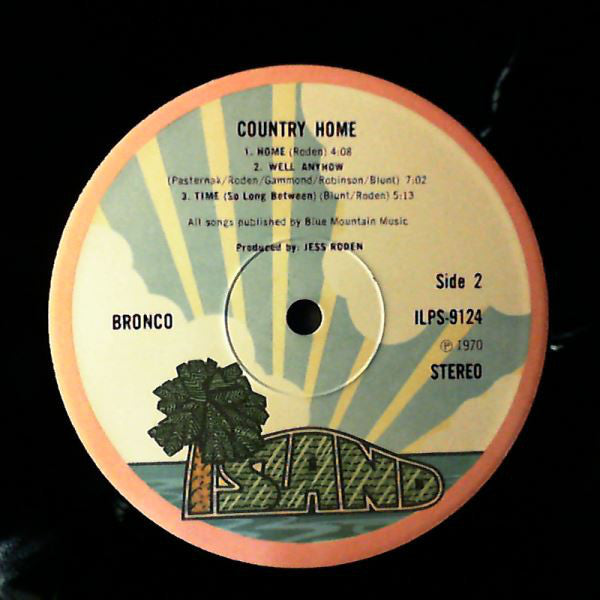 COUNTRY HOME
1. HOME (Roden) 4:08
2. WELL ANYHOW
(Pasternak/Roden/Gammond/Robinson/Blunt) 7:02
3. TIME (So Long Between) (Blunt/Roden) 5:13
All songs published by Blue Mountain Music
Produced by: JESS RODEN
Side 2
BRONCO
ILPS-9124
℗ 1970
STEREO
ISLAND